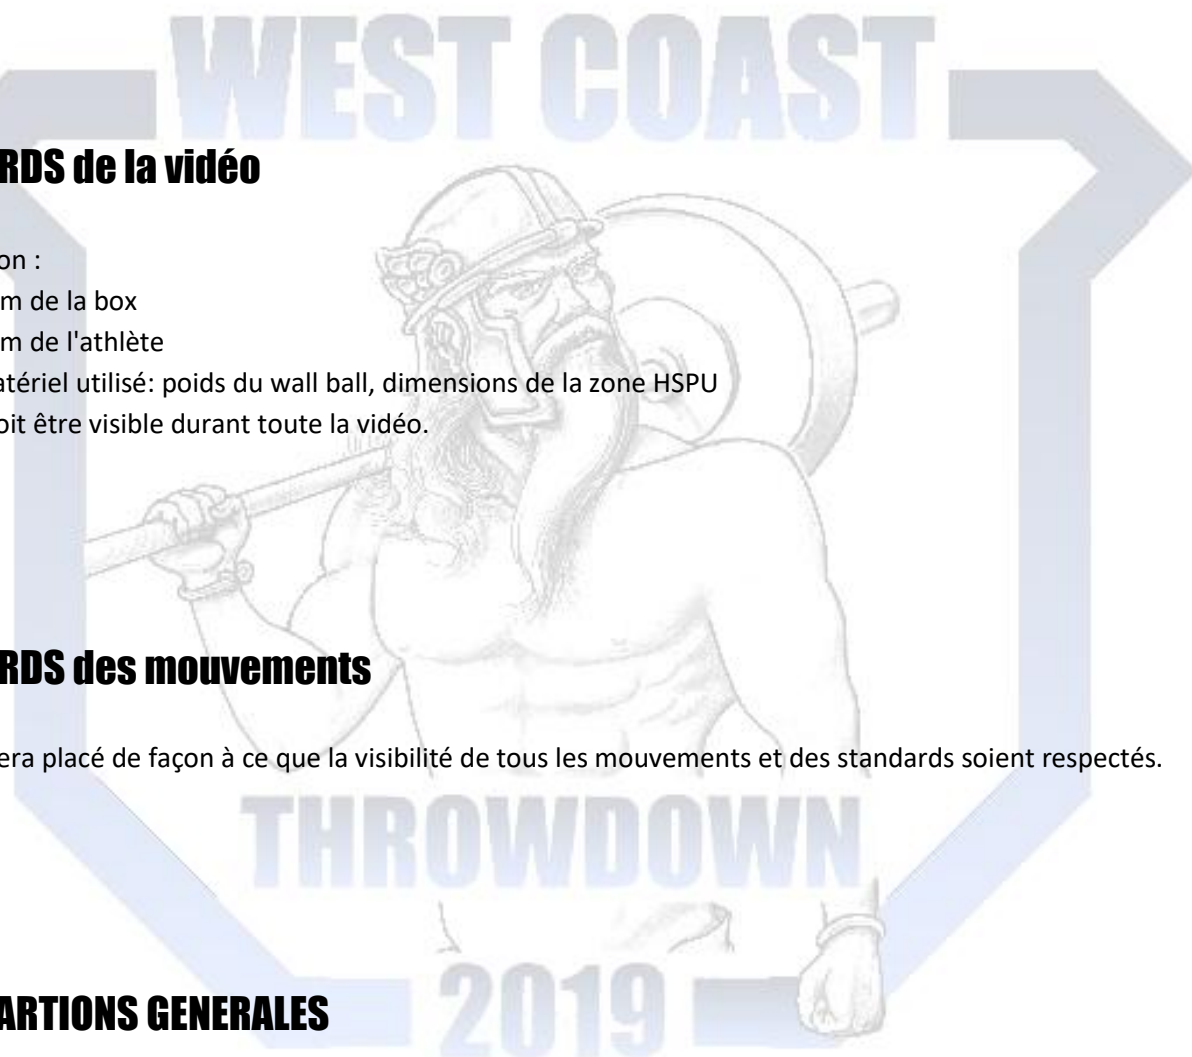 WEST COAST
RDS de la vidéo
on :
m de la box
m de l'athlète
atériel utilisé: poids du wall ball, dimensions de la zone HSPU
oit être visible durant toute la vidéo.
RDS des mouvements
era placé de façon à ce que la visibilité de tous les mouvements et des standards soient respectés.
THROWDOWN
ARTIONS GENERALES
2019